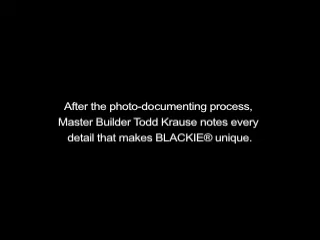 After the photo-documenting process,
Master Builder Todd Krause notes every
detail that makes BLACKIE® unique.